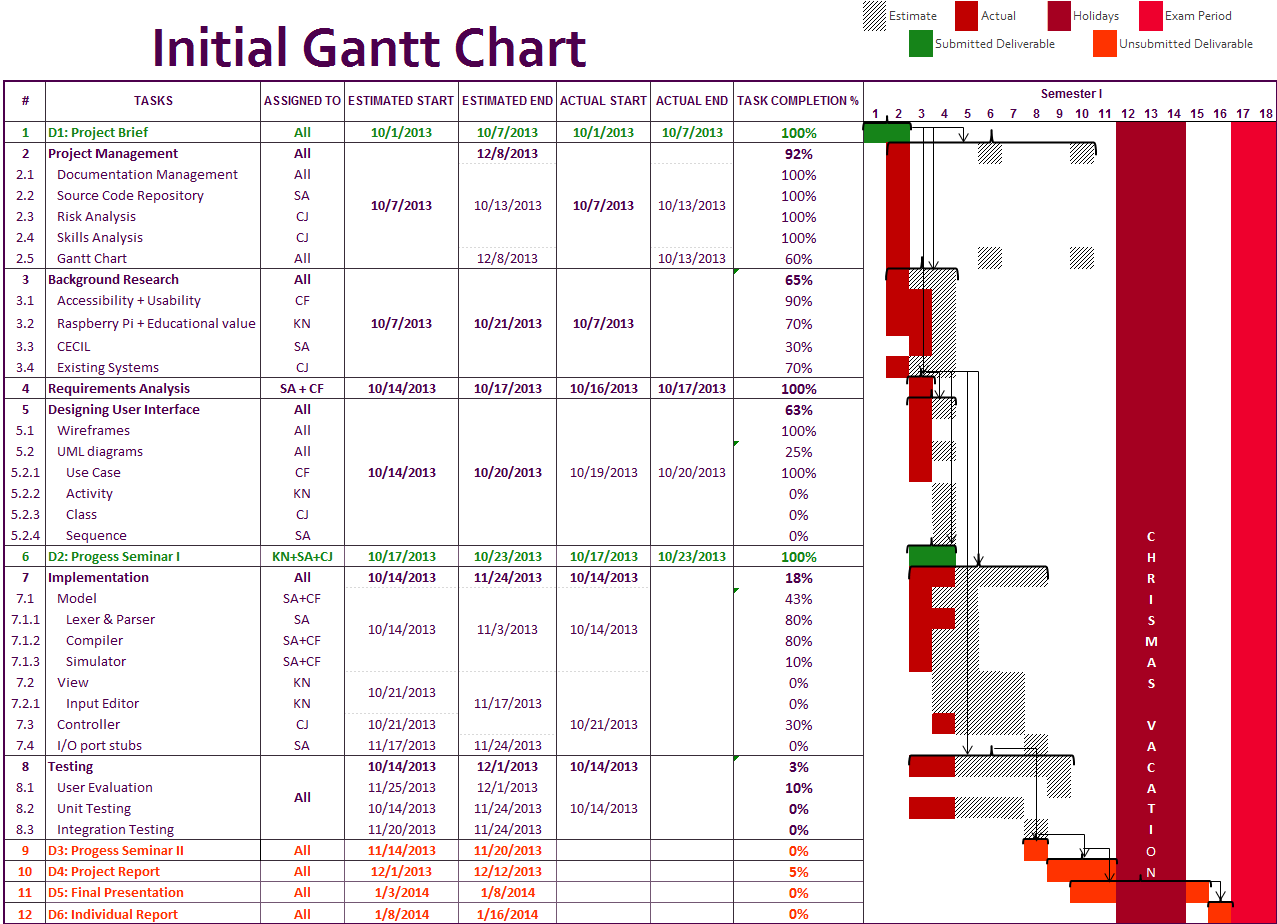 Initial Gantt Chart
Estimate Actual Holidays Exam Period
Submitted Deliverable Unsubmitted Delivarable
# TASKS ASSIGNED TO ESTIMATED START ESTIMATED END ACTUAL START ACTUAL END TASK COMPLETION % Semester I
1 2 3 4 5 6 7 8 9 10 11 12 13 14 15 16 17 18
1 D1: Project Brief All 10/1/2013 10/7/2013 10/1/2013 10/7/2013 100%
2 Project Management All 12/8/2013 92%
2.1 Documentation Management All 100%
2.2 Source Code Repository SA 10/7/2013 10/13/2013 10/7/2013 10/13/2013 100%
2.3 Risk Analysis CJ 100%
2.4 Skills Analysis CJ 100%
2.5 Gantt Chart All 12/8/2013 10/13/2013 60%
3 Background Research All 65%
3.1 Accessibility + Usability CF 90%
3.2 Raspberry Pi + Educational value KN 10/7/2013 10/21/2013 10/7/2013 70%
3.3 CECIL SA 30%
3.4 Existing Systems CJ 70%
4 Requirements Analysis SA + CF 10/14/2013 10/17/2013 10/16/2013 10/17/2013 100%
5 Designing User Interface All 63%
5.1 Wireframes All 100%
5.2 UML diagrams All 25%
5.2.1 Use Case CF 10/14/2013 10/20/2013 10/19/2013 10/20/2013 100%
5.2.2 Activity KN 0%
5.2.3 Class CJ 0%
5.2.4 Sequence SA 0%
6 D2: Progess Seminar I KN+SA+CJ 10/17/2013 10/23/2013 10/17/2013 10/23/2013 100%
7 Implementation All 10/14/2013 11/24/2013 10/14/2013 18%
7.1 Model SA+CF 43%
7.1.1 Lexer & Parser SA 10/14/2013 11/3/2013 10/14/2013 80%
7.1.2 Compiler SA+CF 80%
7.1.3 Simulator SA+CF 10%
7.2 View KN 10/21/2013 0%
7.2.1 Input Editor KN 11/17/2013 0%
7.3 Controller CJ 10/21/2013 10/21/2013 30%
7.4 I/O port stubs SA 11/17/2013 11/24/2013 0%
8 Testing 10/14/2013 12/1/2013 10/14/2013 3%
8.1 User Evaluation All 11/25/2013 12/1/2013 10%
8.2 Unit Testing 10/14/2013 11/24/2013 10/14/2013 0%
8.3 Integration Testing 11/20/2013 11/24/2013 0%
9 D3: Progess Seminar II All 11/14/2013 11/20/2013 0%
10 D4: Project Report All 12/1/2013 12/12/2013 5%
11 D5: Final Presentation All 1/3/2014 1/8/2014 0%
12 D6: Individual Report All 1/8/2014 1/16/2014 0%
CHRISMAS VACATION